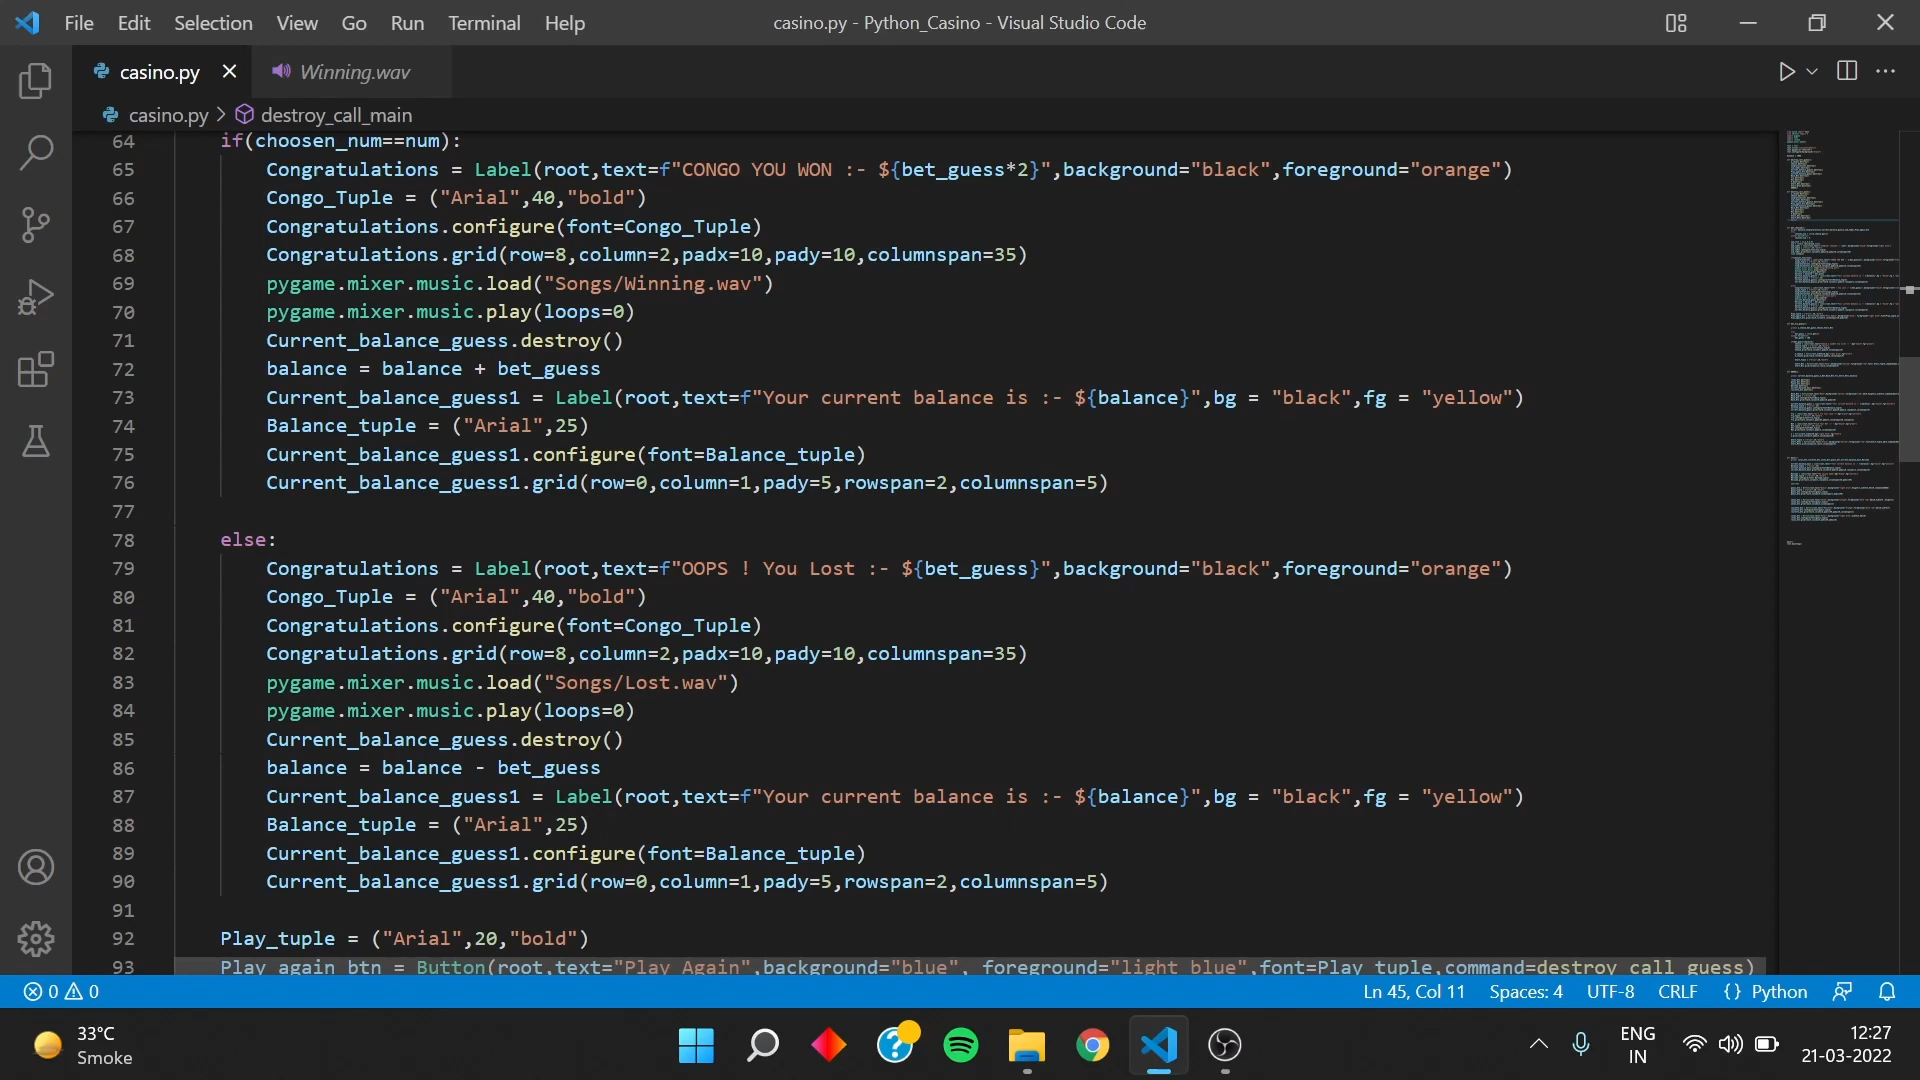 File Edit Selection View Go Run Terminal Help casino.py - Python_Casino - Visual Studio Code
casino.py Winning.wav
casino.py > destroy_call_main
64 if(choosen_num==num):
65 Congratulations = Label(root,text=f"CONGO YOU WON :- ${bet_guess*2}",background="black",foreground="orange")
66 Congo_Tuple = ("Arial",40,"bold")
67 Congratulations.configure(font=Congo_Tuple)
68 Congratulations.grid(row=8,column=2,padx=10,pady=10,columnspan=35)
69 pygame.mixer.music.load("Songs/Winning.wav")
70 pygame.mixer.music.play(loops=0)
71 Current_balance_guess.destroy()
72 balance = balance + bet_guess
73 Current_balance_guess1 = Label(root,text=f"Your current balance is :- ${balance}",bg = "black",fg = "yellow")
74 Balance_tuple = ("Arial",25)
75 Current_balance_guess1.configure(font=Balance_tuple)
76 Current_balance_guess1.grid(row=0,column=1,pady=5,rowspan=2,columnspan=5)
77
78 else:
79 Congratulations = Label(root,text=f"OOPS ! You Lost :- ${bet_guess}",background="black",foreground="orange")
80 Congo_Tuple = ("Arial",40,"bold")
81 Congratulations.configure(font=Congo_Tuple)
82 Congratulations.grid(row=8,column=2,padx=10,pady=10,columnspan=35)
83 pygame.mixer.music.load("Songs/Lost.wav")
84 pygame.mixer.music.play(loops=0)
85 Current_balance_guess.destroy()
86 balance = balance - bet_guess
87 Current_balance_guess1 = Label(root,text=f"Your current balance is :- ${balance}",bg = "black",fg = "yellow")
88 Balance_tuple = ("Arial",25)
89 Current_balance_guess1.configure(font=Balance_tuple)
90 Current_balance_guess1.grid(row=0,column=1,pady=5,rowspan=2,columnspan=5)
91
92 Play_tuple = ("Arial",20,"bold")
93 Play_again_btn = Button(root,text="Play Again",background="blue", foreground="light blue",font=Play_tuple,command=destroy_call_guess)
0 0 Ln 45, Col 11 Spaces: 4 UTF-8 CRLF {} Python
33°C
Smoke
ENG
IN
12:27
21-03-2022